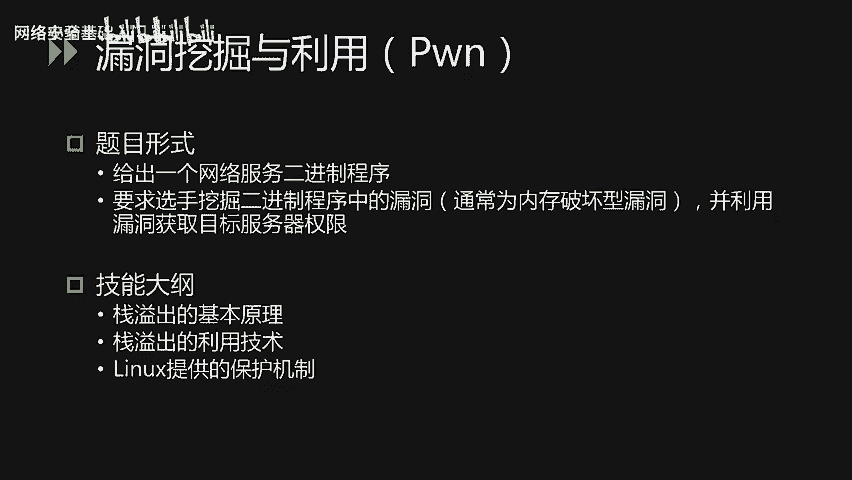 网络安全基础入门
漏洞挖掘与利用（Pwn）
题目形式
• 给出一个网络服务二进制程序
• 要求选手挖掘二进制程序中的漏洞（通常为内存破坏型漏洞），并利用
漏洞获取目标服务器权限
技能大纲
• 栈溢出的基本原理
• 栈溢出的利用技术
• Linux提供的保护机制